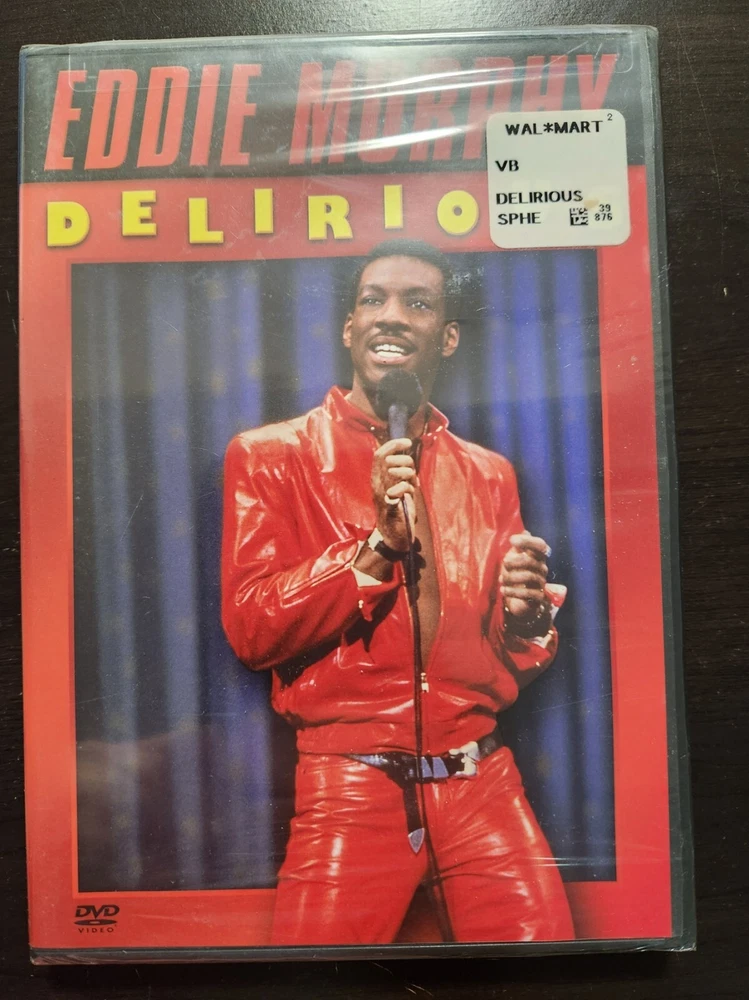 EDDIE MURPHY
DELIRIO
WAL*MART 2
VB
DELIRIOUS
SPHE
39
876
DVD
VIDEO